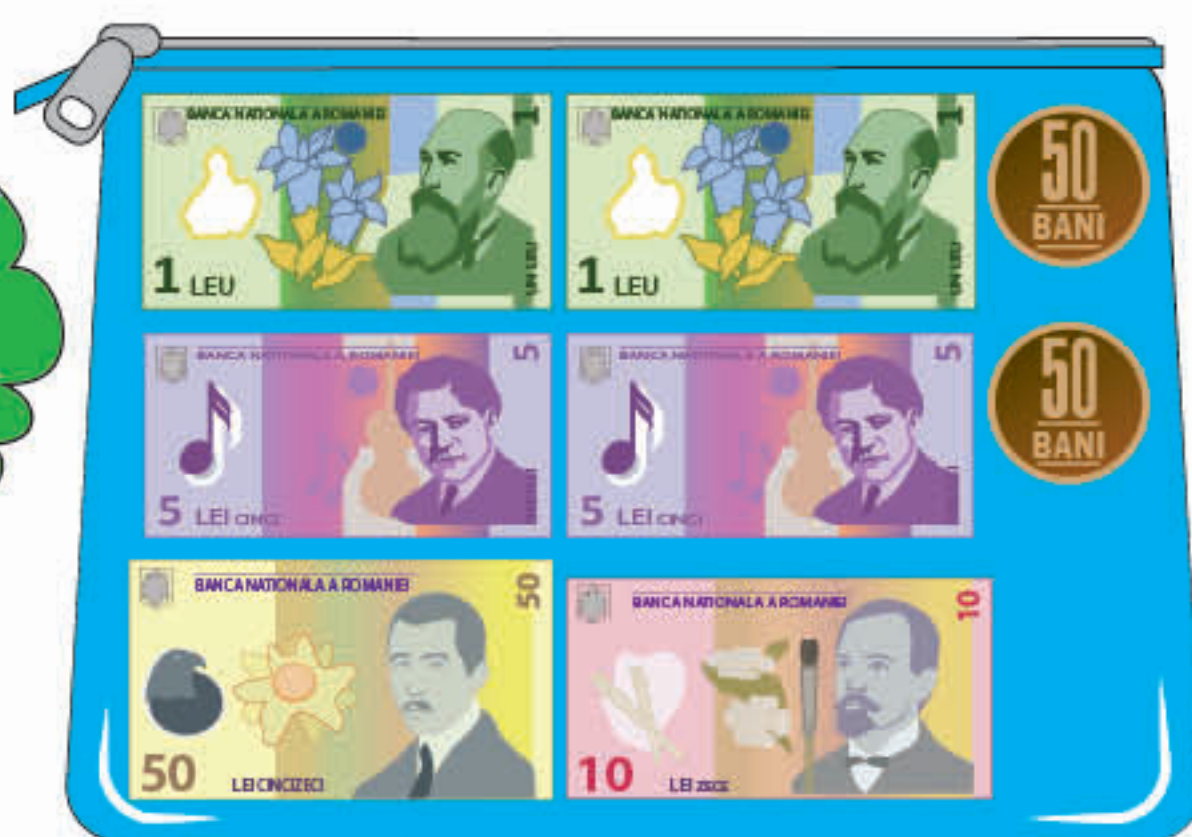 BANCA NATIONALA A ROMANIEI
1
1 LEU
UN LEU
BANCA NATIONALA A ROMANIEI
1
1 LEU
UN LEU
50
BANI
BANCA NATIONALA A ROMANIEI
5
5 LEI CINCI
BANCA NATIONALA A ROMANIEI
5
5 LEI CINCI
50
BANI
BANCA NATIONALA A ROMANIEI
50
50 LEI CINCIZECI
BANCA NATIONALA A ROMANIEI
10
10 LEI ZECE